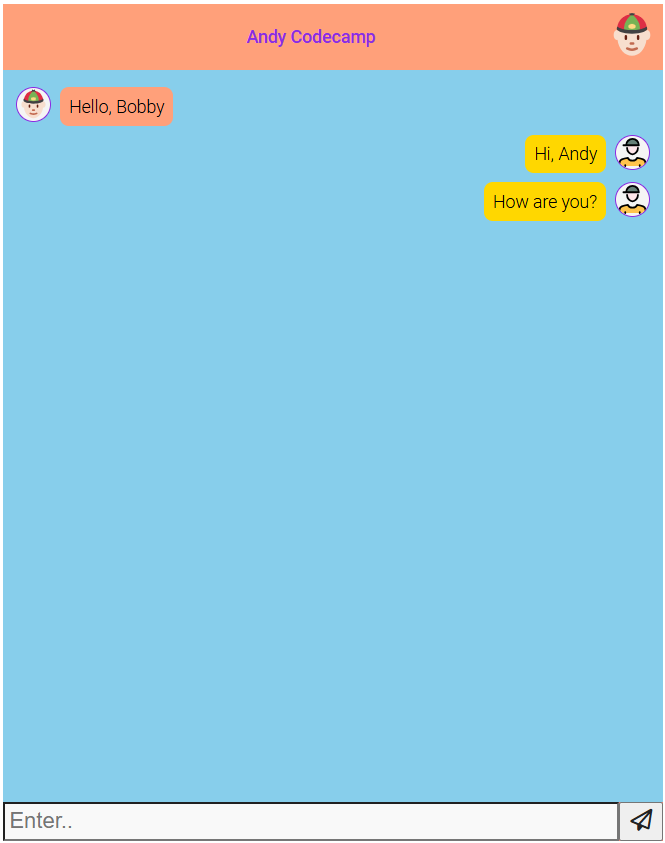 Andy Codecamp
Hello, Bobby
Hi, Andy
How are you?
Enter..